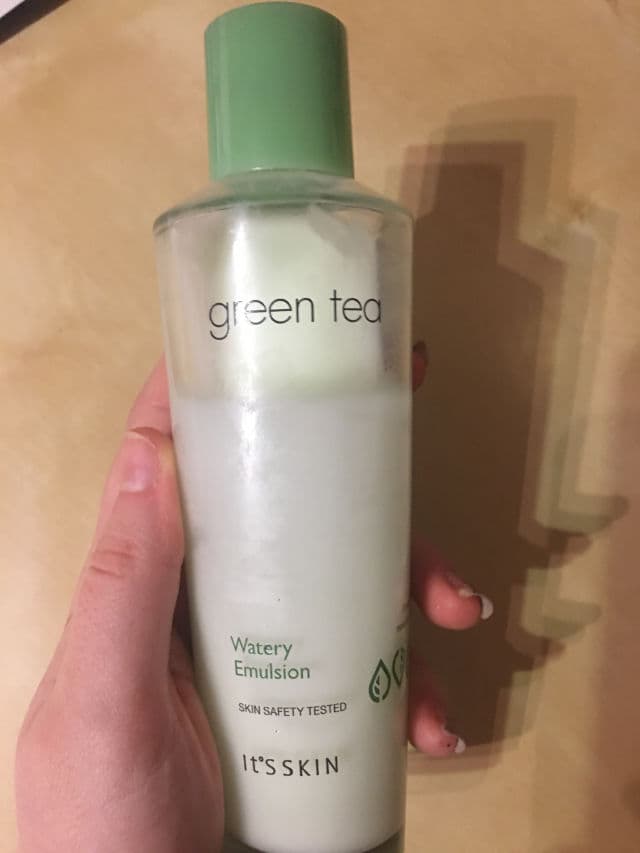 green tea
Watery
Emulsion
SKIN SAFETY TESTED
It'S SKIN